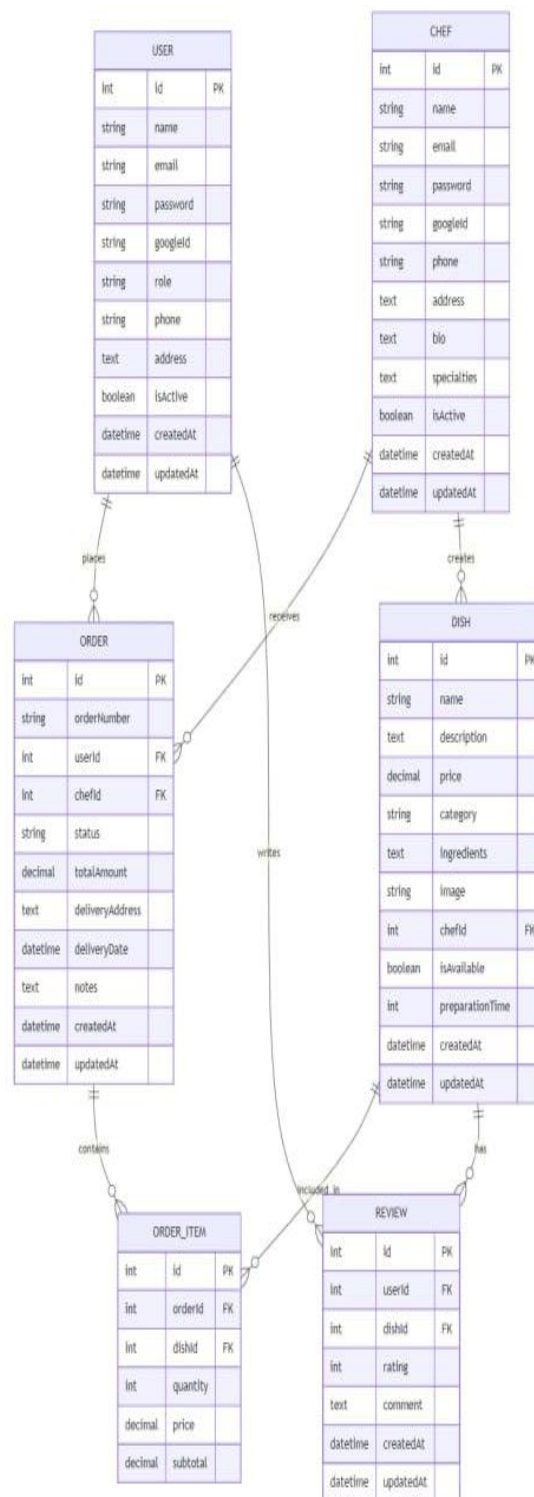 USER
int id PK
string name
string email
string password
string googleId
string role
string phone
text address
boolean isActive
datetime createdAt
datetime updatedAt
CHEF
int id PK
string name
string email
string password
string googleId
string phone
text address
text bio
text specialties
boolean isActive
datetime createdAt
datetime updatedAt
places
creates
receives
ORDER
int id PK
string orderNumber
int userId FK
int chefId FK
string status
decimal totalAmount
text deliveryAddress
datetime deliveryDate
text notes
datetime createdAt
datetime updatedAt
DISH
int id PK
string name
text description
decimal price
string category
text ingredients
string image
int chefId FK
boolean isAvailable
int preparationTime
datetime createdAt
datetime updatedAt
writes
contains
included_in
has
ORDER_ITEM
int id PK
int orderId FK
int dishId FK
int quantity
decimal price
decimal subtotal
REVIEW
int id PK
int userId FK
int dishId FK
int rating
text comment
datetime createdAt
datetime updatedAt